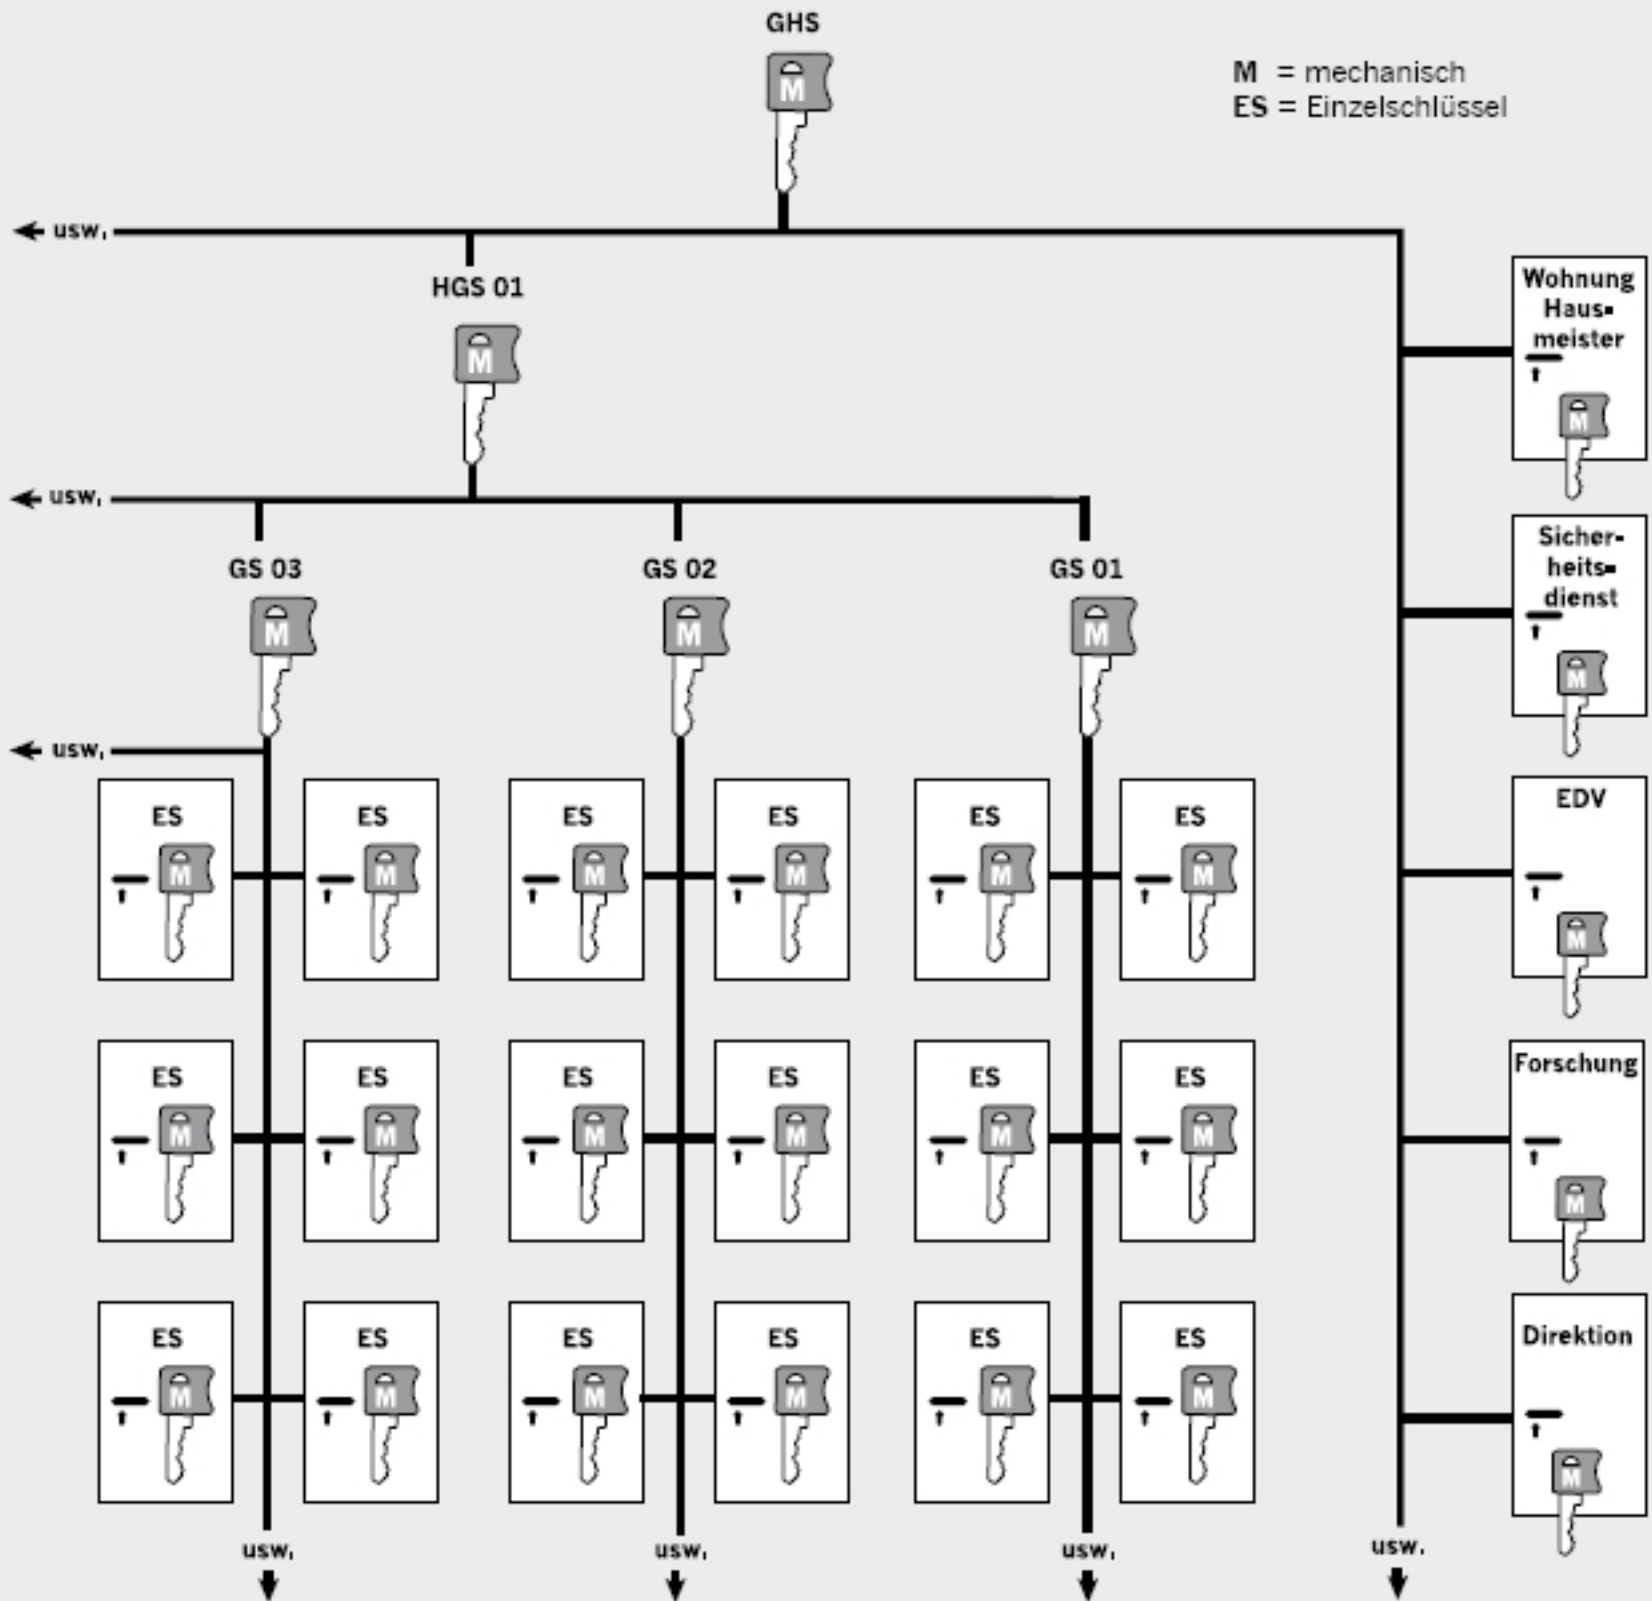 GHS
M = mechanisch
ES = Einzelschlüssel
M
usw.
HGS 01
M
Wohnung
Haus-
meister
M
usw.
GS 03 GS 02 GS 01
M M M
Sicher-
heits-
dienst
M
usw.
ES ES ES ES ES ES
M M M M M M
EDV
M
ES ES ES ES ES ES
M M M M M M
Forschung
M
ES ES ES ES ES ES
M M M M M M
Direktion
M
usw. usw. usw. usw.